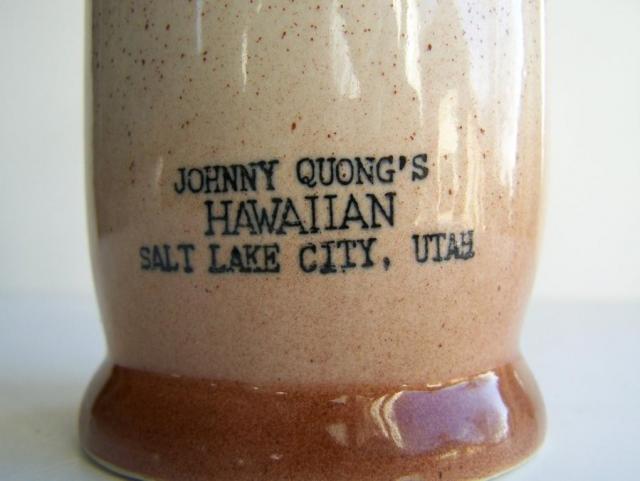 JOHNNY QUONG'S
HAWAIIAN
SALT LAKE CITY, UTAH